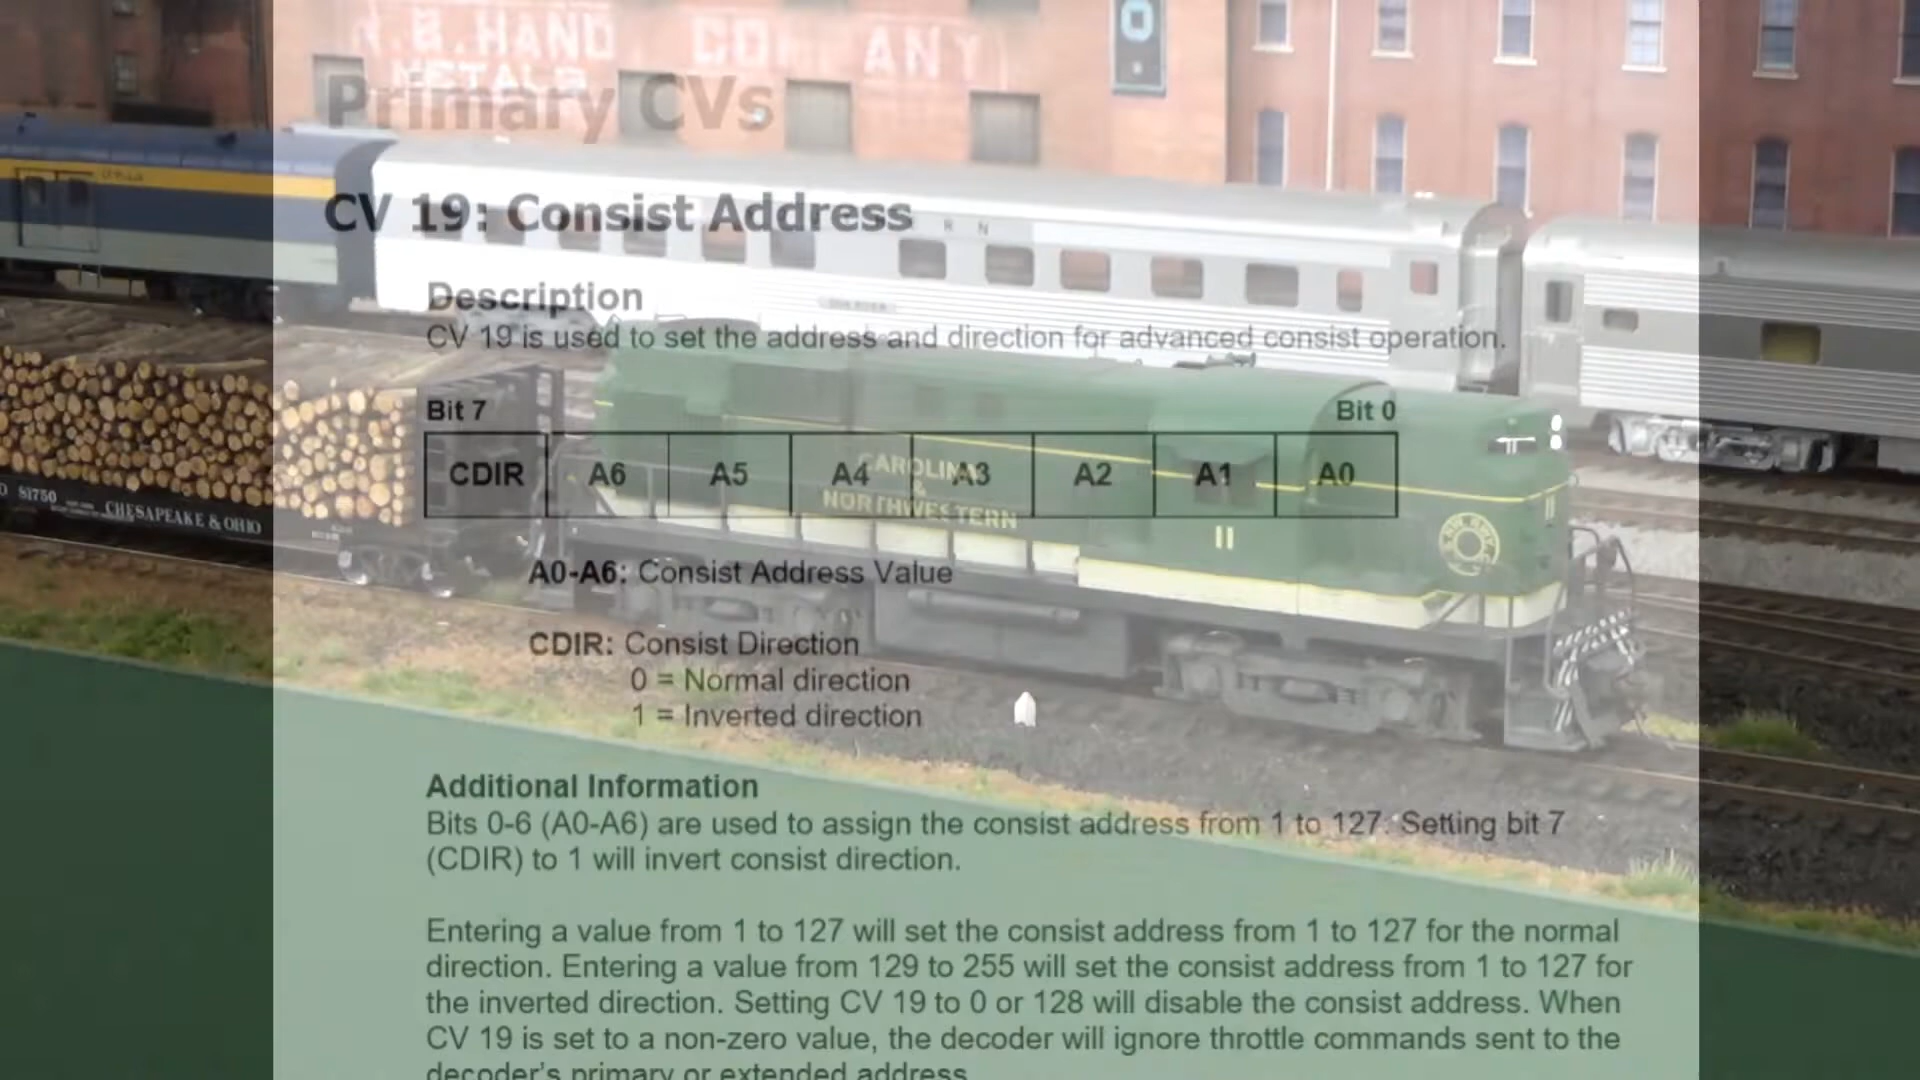 HAND CO ANY
METALS
Primary CVs
CV 19: Consist Address
Description
CV 19 is used to set the address and direction for advanced consist operation.
Bit 7 Bit 0
CDIR A6 A5 A4 A3 A2 A1 A0
CAROLINA
&
NORTHWESTERN
11
81750 CHESAPEAKE & OHIO
A0-A6: Consist Address Value
CDIR: Consist Direction
0 = Normal direction
1 = Inverted direction
Additional Information
Bits 0-6 (A0-A6) are used to assign the consist address from 1 to 127. Setting bit 7
(CDIR) to 1 will invert consist direction.
Entering a value from 1 to 127 will set the consist address from 1 to 127 for the normal
direction. Entering a value from 129 to 255 will set the consist address from 1 to 127 for
the inverted direction. Setting CV 19 to 0 or 128 will disable the consist address. When
CV 19 is set to a non-zero value, the decoder will ignore throttle commands sent to the
decoder's primary or extended address